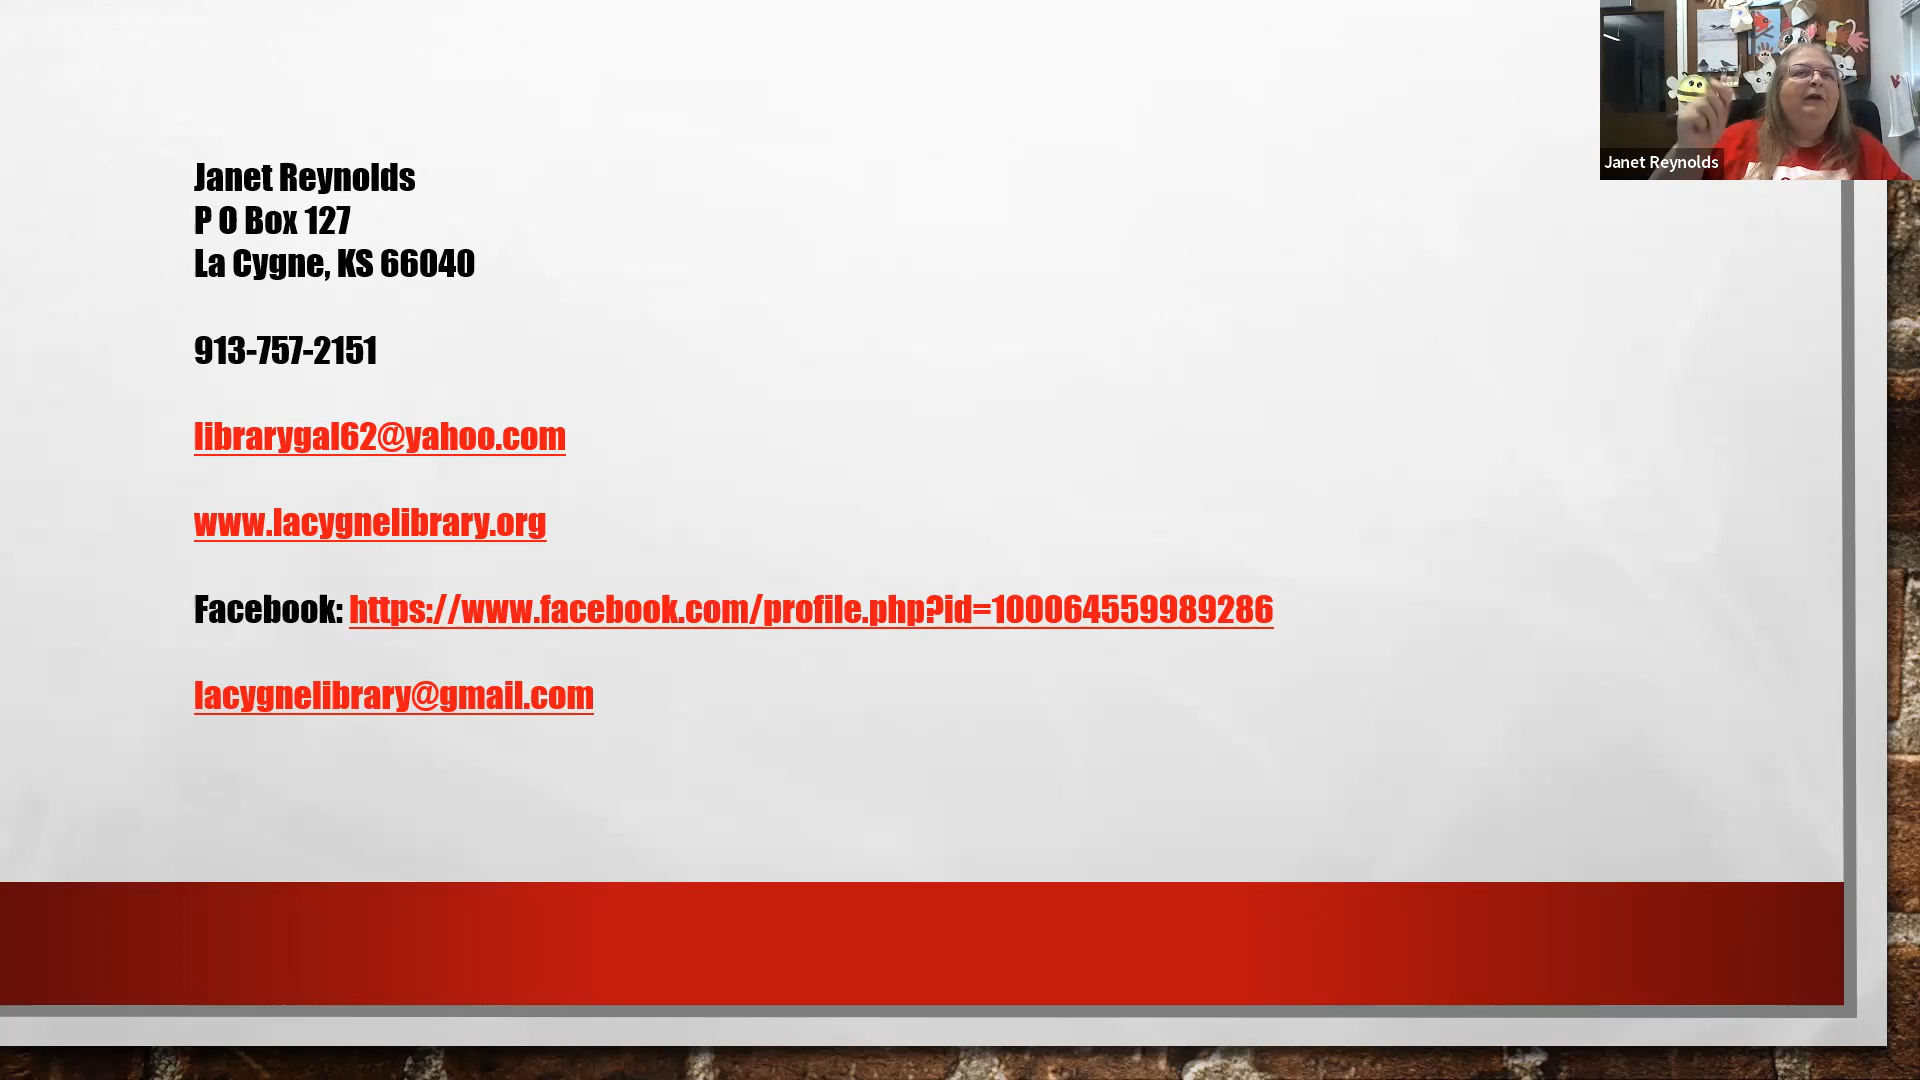 Janet Reynolds
P O Box 127
La Cygne, KS 66040
913-757-2151
librarygal62@yahoo.com
www.lacygnelibrary.org
Facebook: https://www.facebook.com/profile.php?id=100064559989286
lacygnelibrary@gmail.com
Janet Reynolds